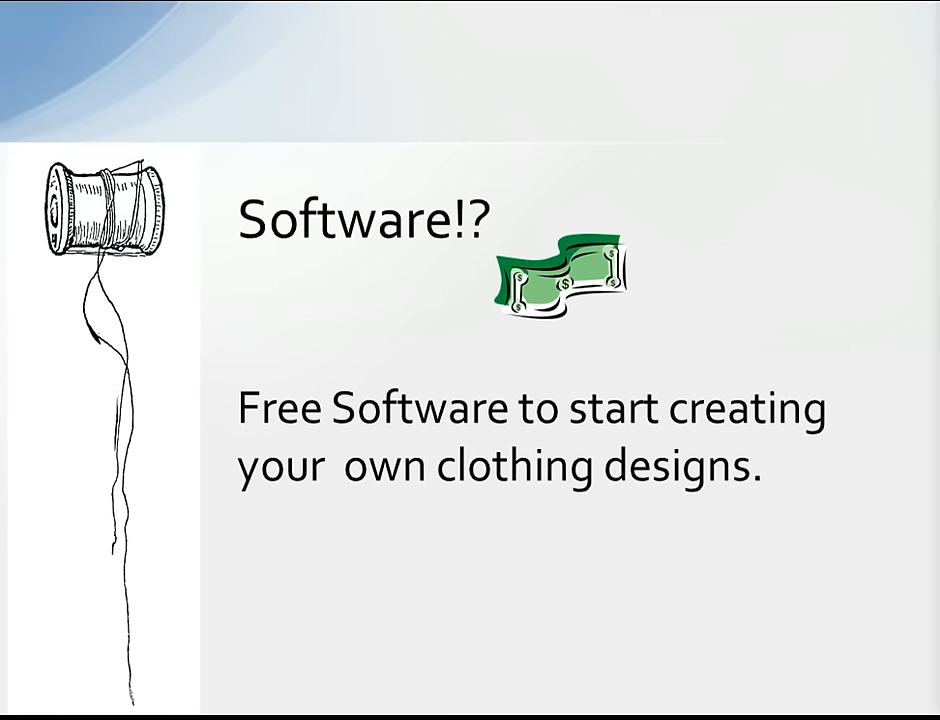 Software!?
$ $ $ $ $
Free Software to start creating
your  own clothing designs.